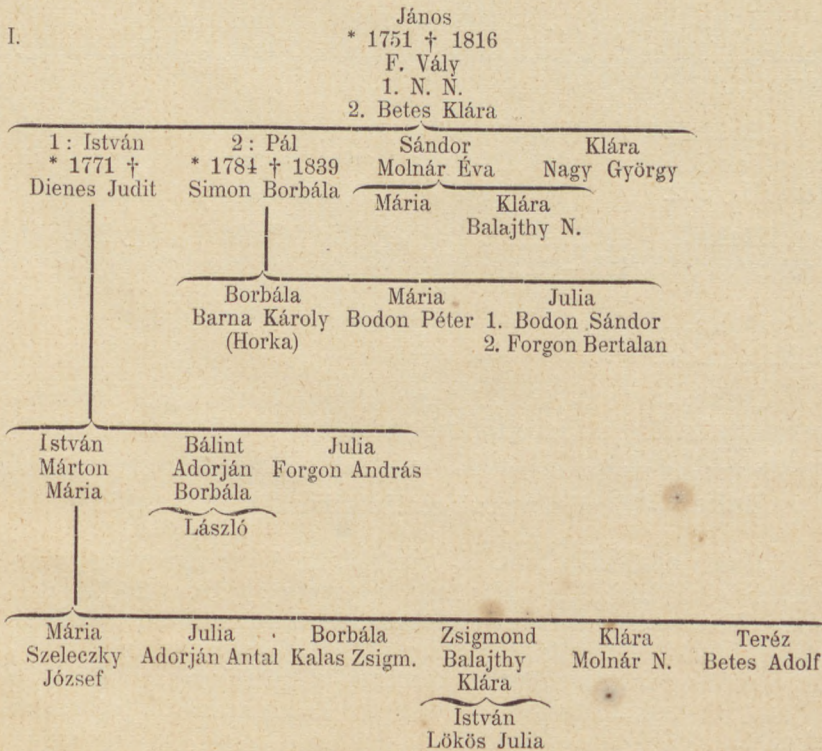 I.
János
* 1751 † 1816
F. Vály
1. N. N.
2. Betes Klára
1 : István 2 : Pál Sándor Klára
* 1771 † * 1784 † 1839 Molnár Éva Nagy György
Dienes Judit Simon Borbála
Mária Klára
Balajthy N.
Borbála Mária Julia
Barna Károly Bodon Péter 1. Bodon Sándor
(Horka) 2. Forgon Bertalan
István Bálint Julia
Márton Adorján Forgon András
Mária Borbála
László
Mária Julia Borbála Zsigmond Klára Teréz
Szeleczky Adorján Antal Kalas Zsigm. Balajthy Molnár N. Betes Adolf
József Klára
István
Lökös Julia